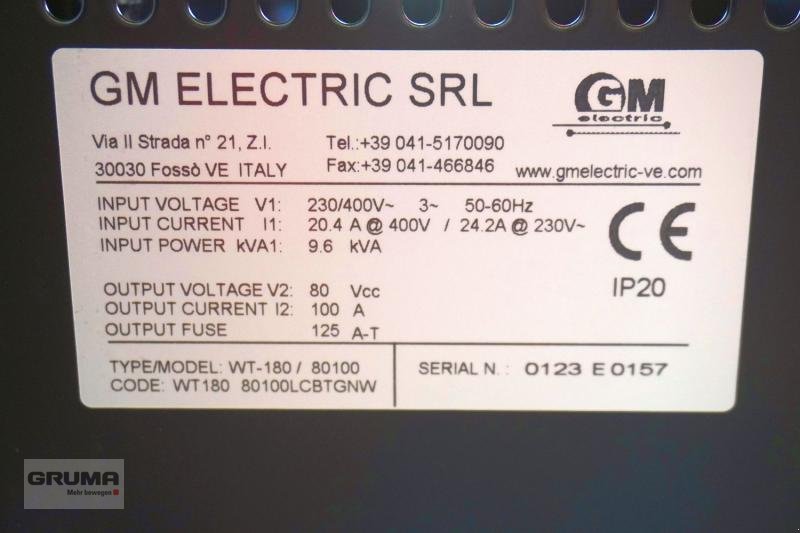 GM ELECTRIC SRL
GM
electric
Via II Strada n° 21, Z.I. Tel.:+39 041-5170090
30030 Fossò VE ITALY Fax:+39 041-466846 www.gmelectric-ve.com
INPUT VOLTAGE V1: 230/400V~ 3~ 50-60Hz
INPUT CURRENT I1: 20.4 A@400V / 24.2A@230V~
INPUT POWER kVA1: 9.6 kVA
CE
IP20
OUTPUT VOLTAGE V2: 80 Vcc
OUTPUT CURRENT I2: 100 A
OUTPUT FUSE 125 A-T
TYPE/MODEL: WT-180 / 80100
CODE: WT180 80100LCBTGNW
SERIAL N.: 0123 E 0157
GRUMA
Mehr bewegen